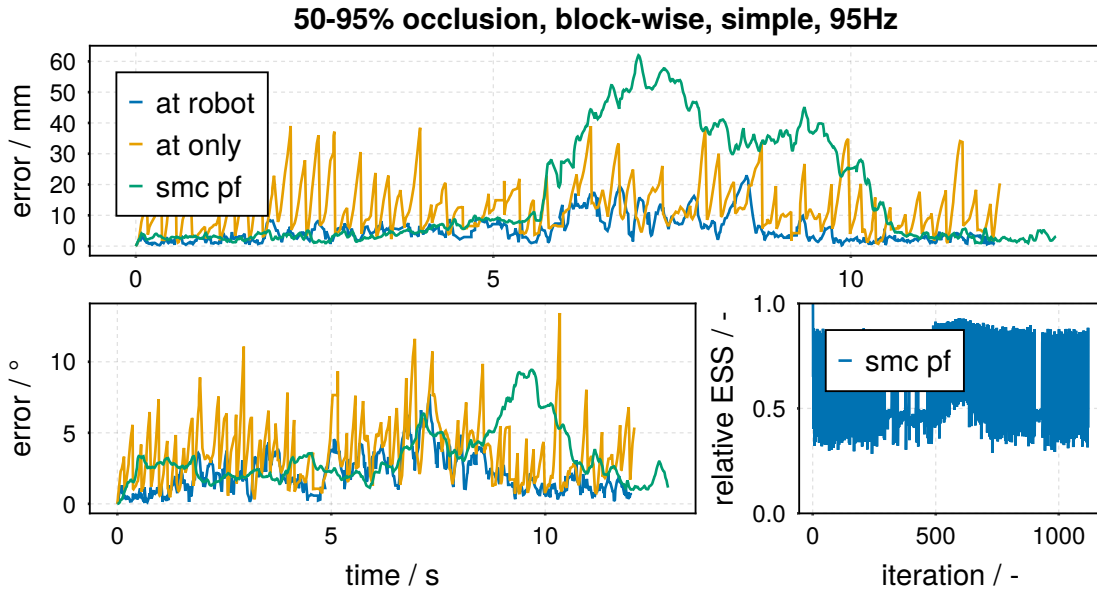 50-95% occlusion, block-wise, simple, 95Hz
error / mm
60
50
40
30
20
10
0
at robot
at only
smc pf
0
5
10
error / °
10
5
0
0
5
10
time / s
relative ESS / -
1.0
0.5
0.0
smc pf
0
500
1000
iteration / -